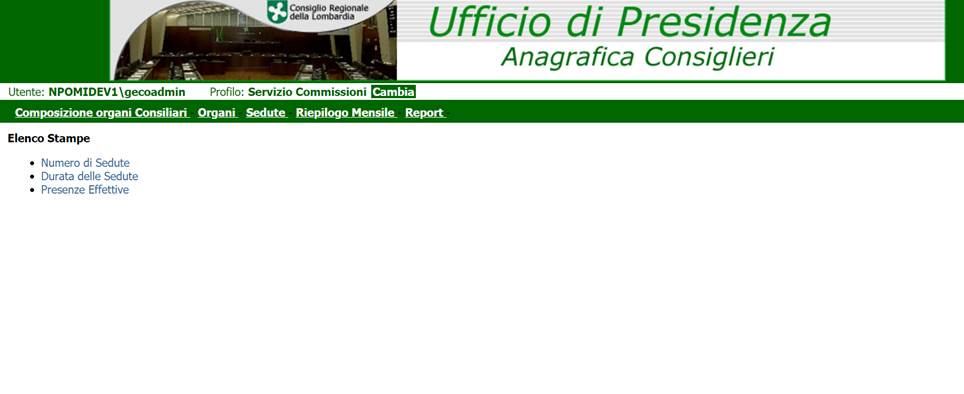 Consiglio Regionale
della Lombardia
Ufficio di Presidenza
Anagrafica Consiglieri
Utente: NPOMIDEV1\gecoadmin Profilo: Servizio Commissioni Cambia
Composizione organi Consiliari Organi Sedute Riepilogo Mensile Report
Elenco Stampe
• Numero di Sedute
• Durata delle Sedute
• Presenze Effettive